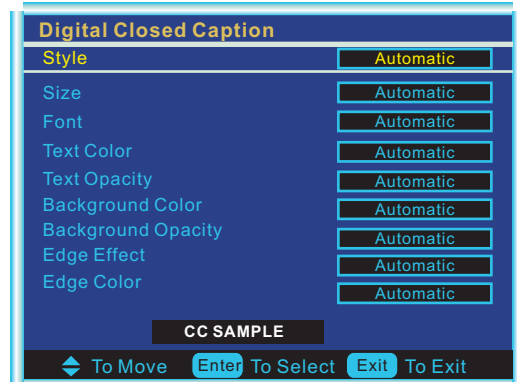 Digital Closed Caption
Style Automatic
Size Automatic
Font Automatic
Text Color Automatic
Text Opacity Automatic
Background Color Automatic
Background Opacity Automatic
Edge Effect Automatic
Edge Color Automatic
CC SAMPLE
To Move Enter To Select Exit To Exit